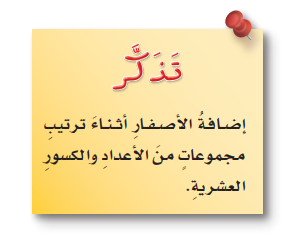 تَذَكَّر
إضافةُ الأصفارِ أثناءَ ترتيبِ
مجموعاتٍ منَ الأعدادِ والكسورِ
العشريةِ.